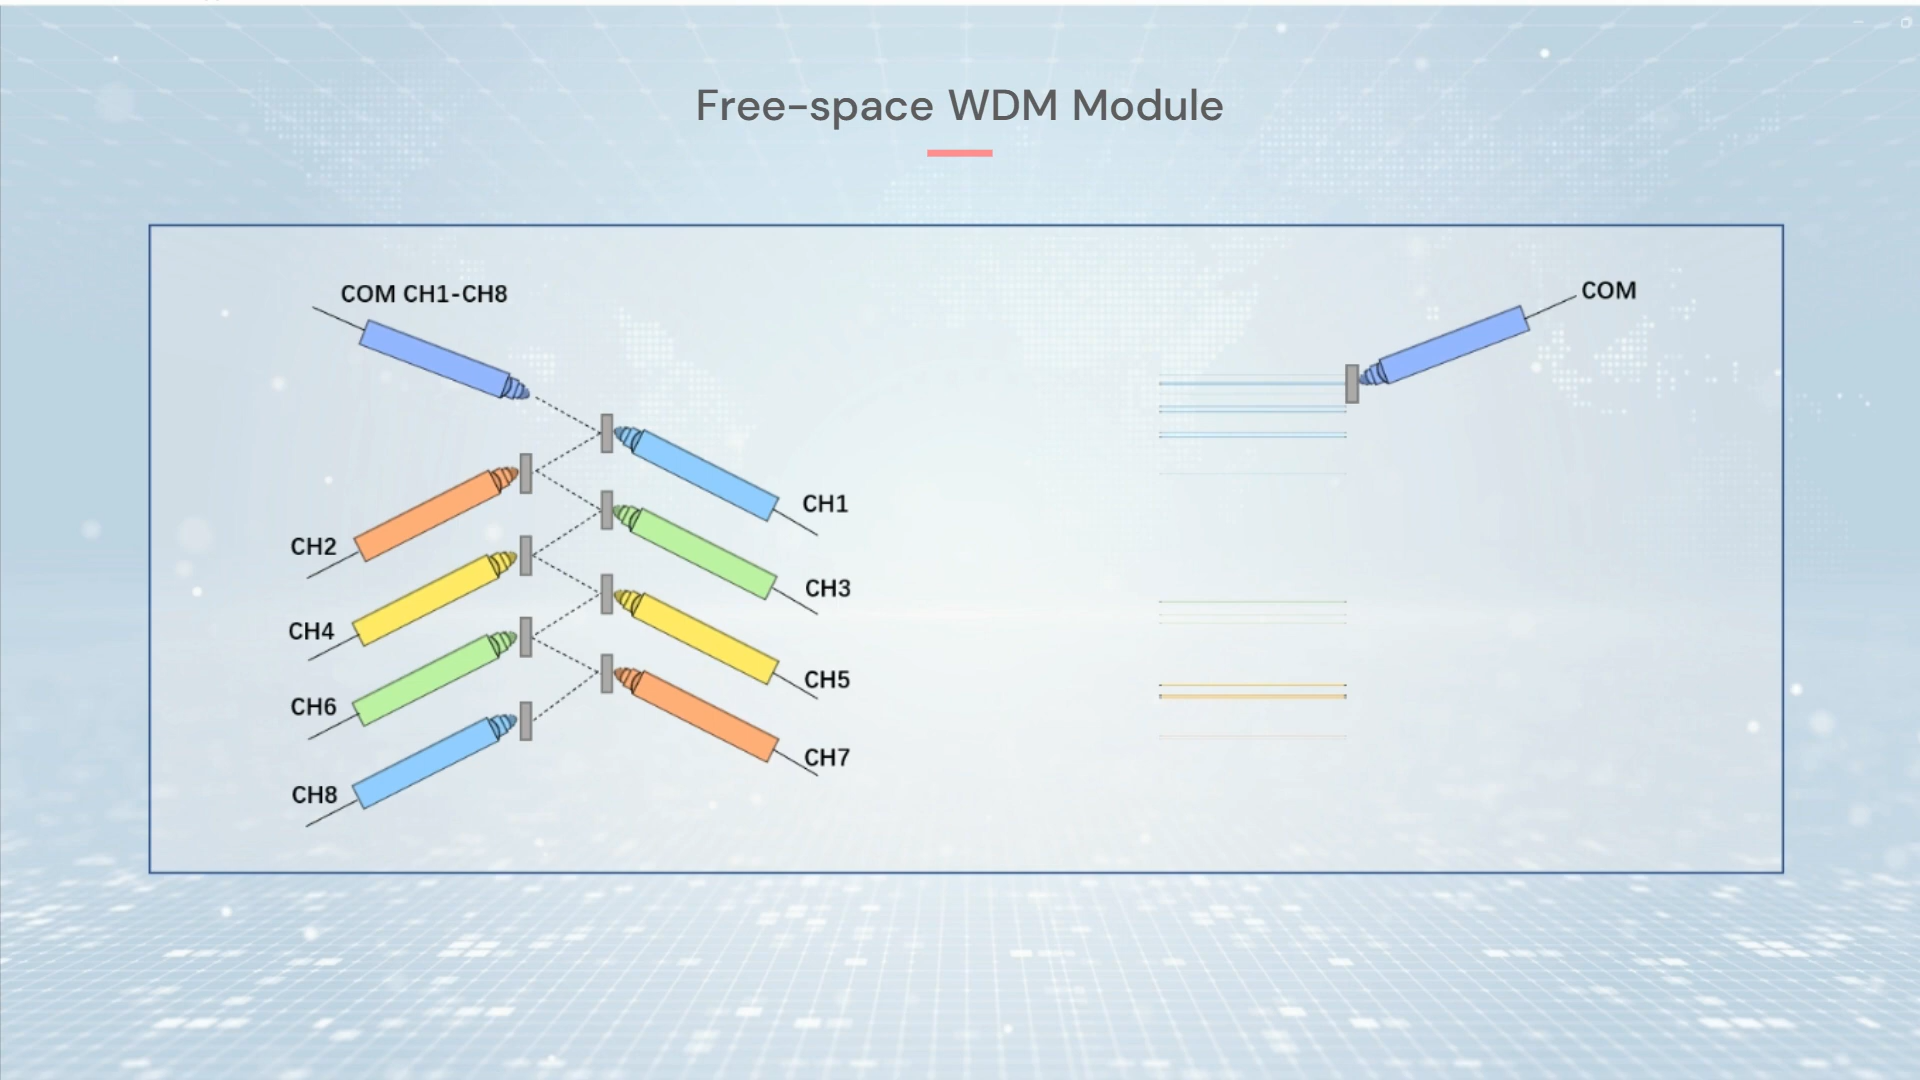 Free-space WDM Module
COM CH1-CH8
COM
CH1
CH2
CH3
CH4
CH5
CH6
CH7
CH8